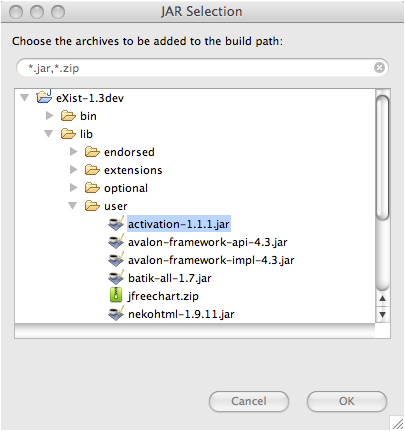 JAR Selection
Choose the archives to be added to the build path:
*.jar,*.zip
eXist-1.3dev
bin
lib
endorsed
extensions
optional
user
activation-1.1.1.jar
avalon-framework-api-4.3.jar
avalon-framework-impl-4.3.jar
batik-all-1.7.jar
jfreechart.zip
nekohtml-1.9.11.jar
Cancel OK